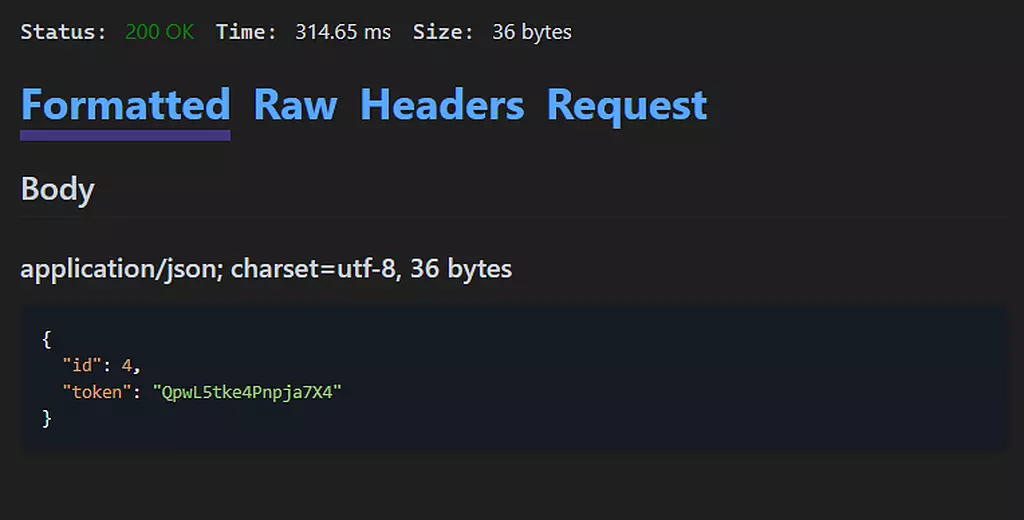 Status: 200 OK Time: 314.65 ms Size: 36 bytes
Formatted Raw Headers Request
Body
application/json; charset=utf-8, 36 bytes
{
"id": 4,
"token": "QpwL5tke4Pnpja7X4"
}